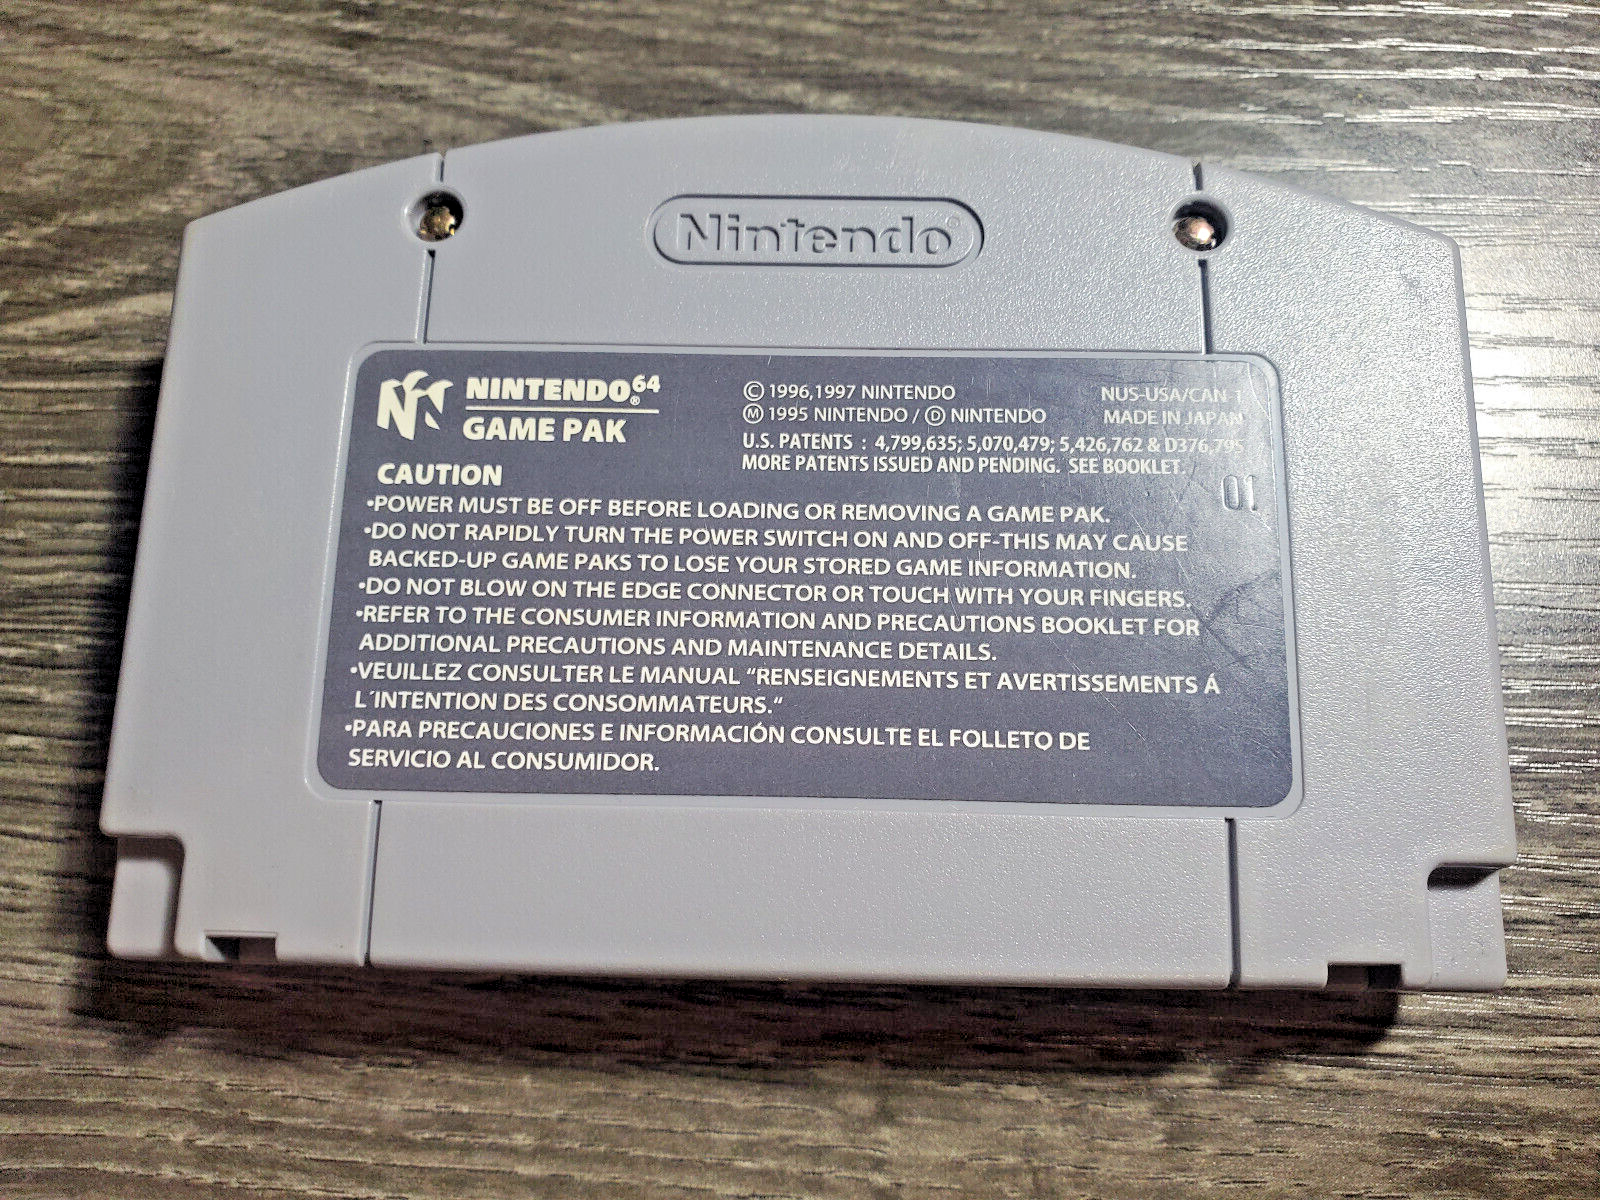 Nintendo®
NINTENDO⁶⁴®
GAME PAK
© 1996,1997 NINTENDO
Ⓜ 1995 NINTENDO / Ⓓ NINTENDO
NUS-USA/CAN-1
MADE IN JAPAN
U.S. PATENTS : 4,799,635; 5,070,479; 5,426,762 & D376,795
MORE PATENTS ISSUED AND PENDING. SEE BOOKLET.
01
CAUTION
•POWER MUST BE OFF BEFORE LOADING OR REMOVING A GAME PAK.
•DO NOT RAPIDLY TURN THE POWER SWITCH ON AND OFF-THIS MAY CAUSE
BACKED-UP GAME PAKS TO LOSE YOUR STORED GAME INFORMATION.
•DO NOT BLOW ON THE EDGE CONNECTOR OR TOUCH WITH YOUR FINGERS.
•REFER TO THE CONSUMER INFORMATION AND PRECAUTIONS BOOKLET FOR
ADDITIONAL PRECAUTIONS AND MAINTENANCE DETAILS.
•VEUILLEZ CONSULTER LE MANUAL "RENSEIGNEMENTS ET AVERTISSEMENTS Á
L´INTENTION DES CONSOMMATEURS."
•PARA PRECAUCIONES E INFORMACIÓN CONSULTE EL FOLLETO DE
SERVICIO AL CONSUMIDOR.